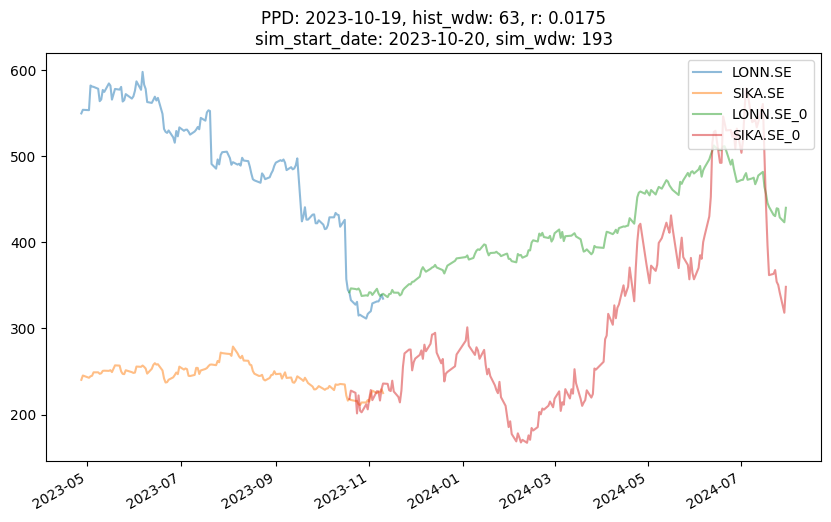 PPD: 2023-10-19, hist_wdw: 63, r: 0.0175
sim_start_date: 2023-10-20, sim_wdw: 193
LONN.SE
SIKA.SE
LONN.SE_0
SIKA.SE_0
600
500
400
300
200
2023-05
2023-07
2023-09
2023-11
2024-01
2024-03
2024-05
2024-07